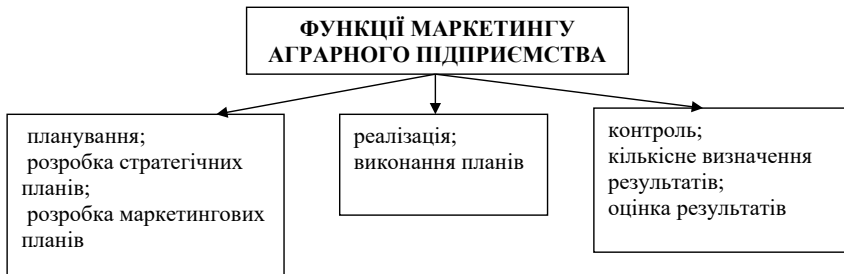 ФУНКЦІЇ МАРКЕТИНГУ
АГРАРНОГО ПІДПРИЄМСТВА
планування;
розробка стратегічних
планів;
розробка маркетингових
планів
реалізація;
виконання планів
контроль;
кількісне визначення
результатів;
оцінка результатів